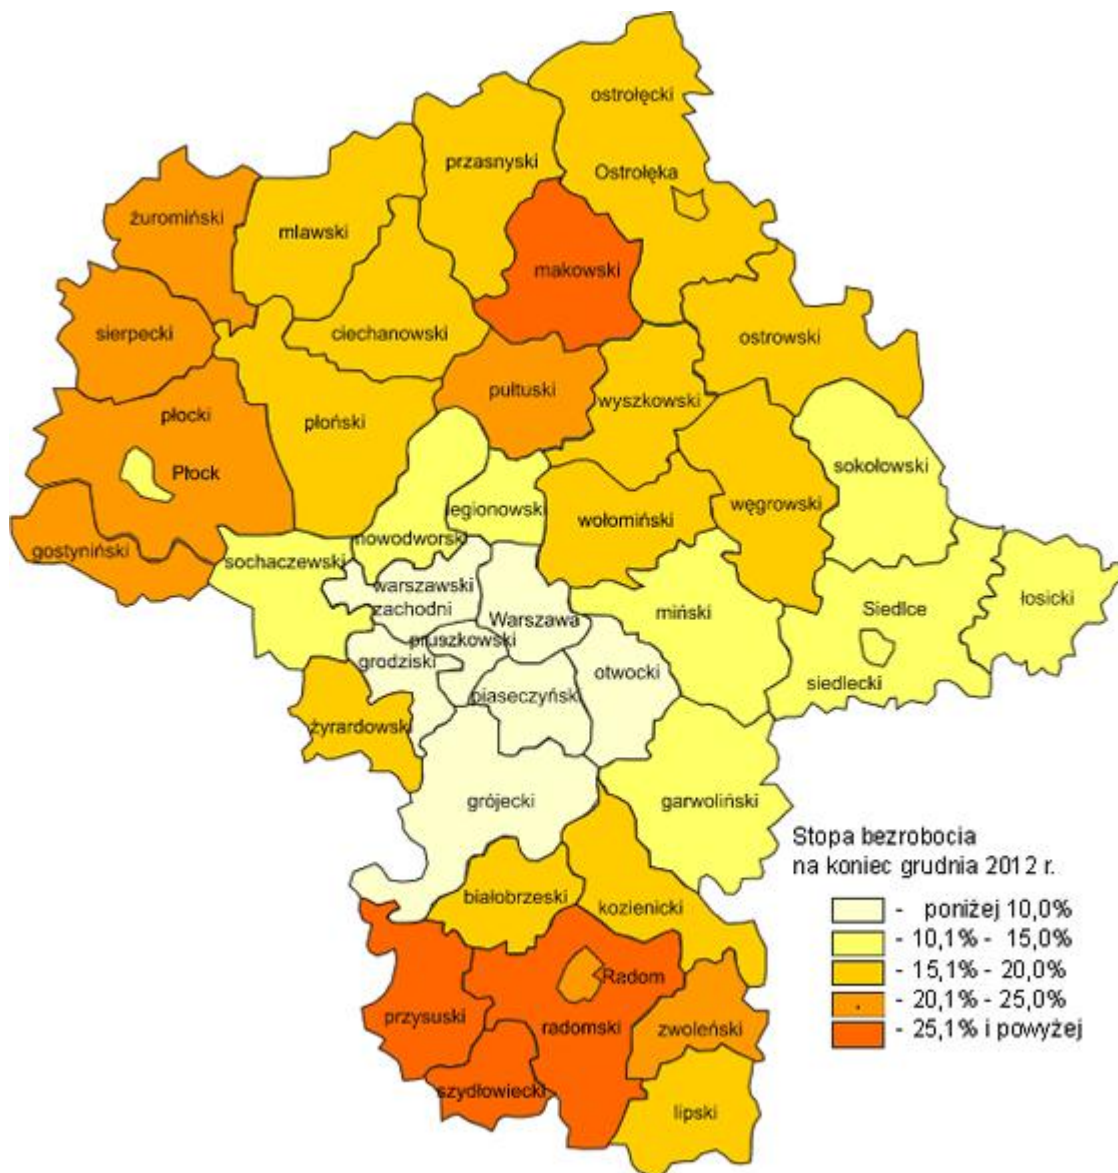 ostrołęcki
przasnyski
Ostrołęka
żuromiński
mlawski
makowski
sierpecki
ciechanowski
ostrowski
pułtuski
wyszkowski
płocki
płoński
sokołowski
Płock
węgrowski
legionowski
wołomiński
nowodworski
gostyniński
sochaczewski
warszawski
zachodni
Warszawa
miński
Siedlce
łosicki
pruszkowski
grodziski
otwocki
siedlecki
piaseczyński
żyrardowski
grójecki
garwoliński
Stopa bezrobocia
na koniec grudnia 2012 r.
białobrzeski
kozienicki
- poniżej 10,0%
- 10,1% - 15,0%
- 15,1% - 20,0%
- 20,1% - 25,0%
- 25,1% i powyżej
Radom
przysuski
radomski
zwoleński
szydłowiecki
lipski